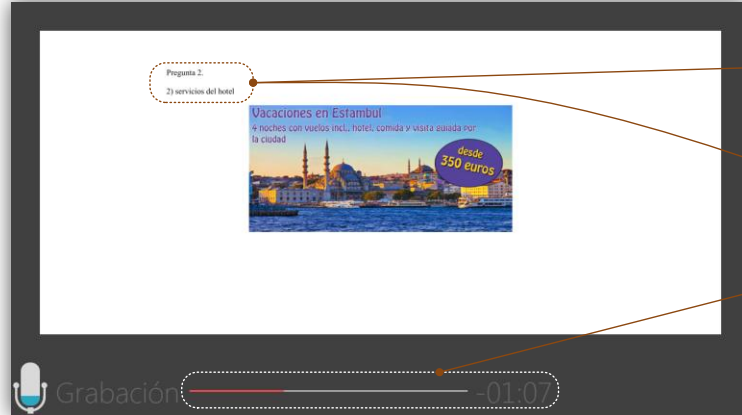 Pregunta 2.
2) servicios del hotel
Vacaciones en Estambul
4 noches con vuelos incl., hotel, comida y visita guiada por
la ciudad
desde
350 euros
Grabación
-01:07